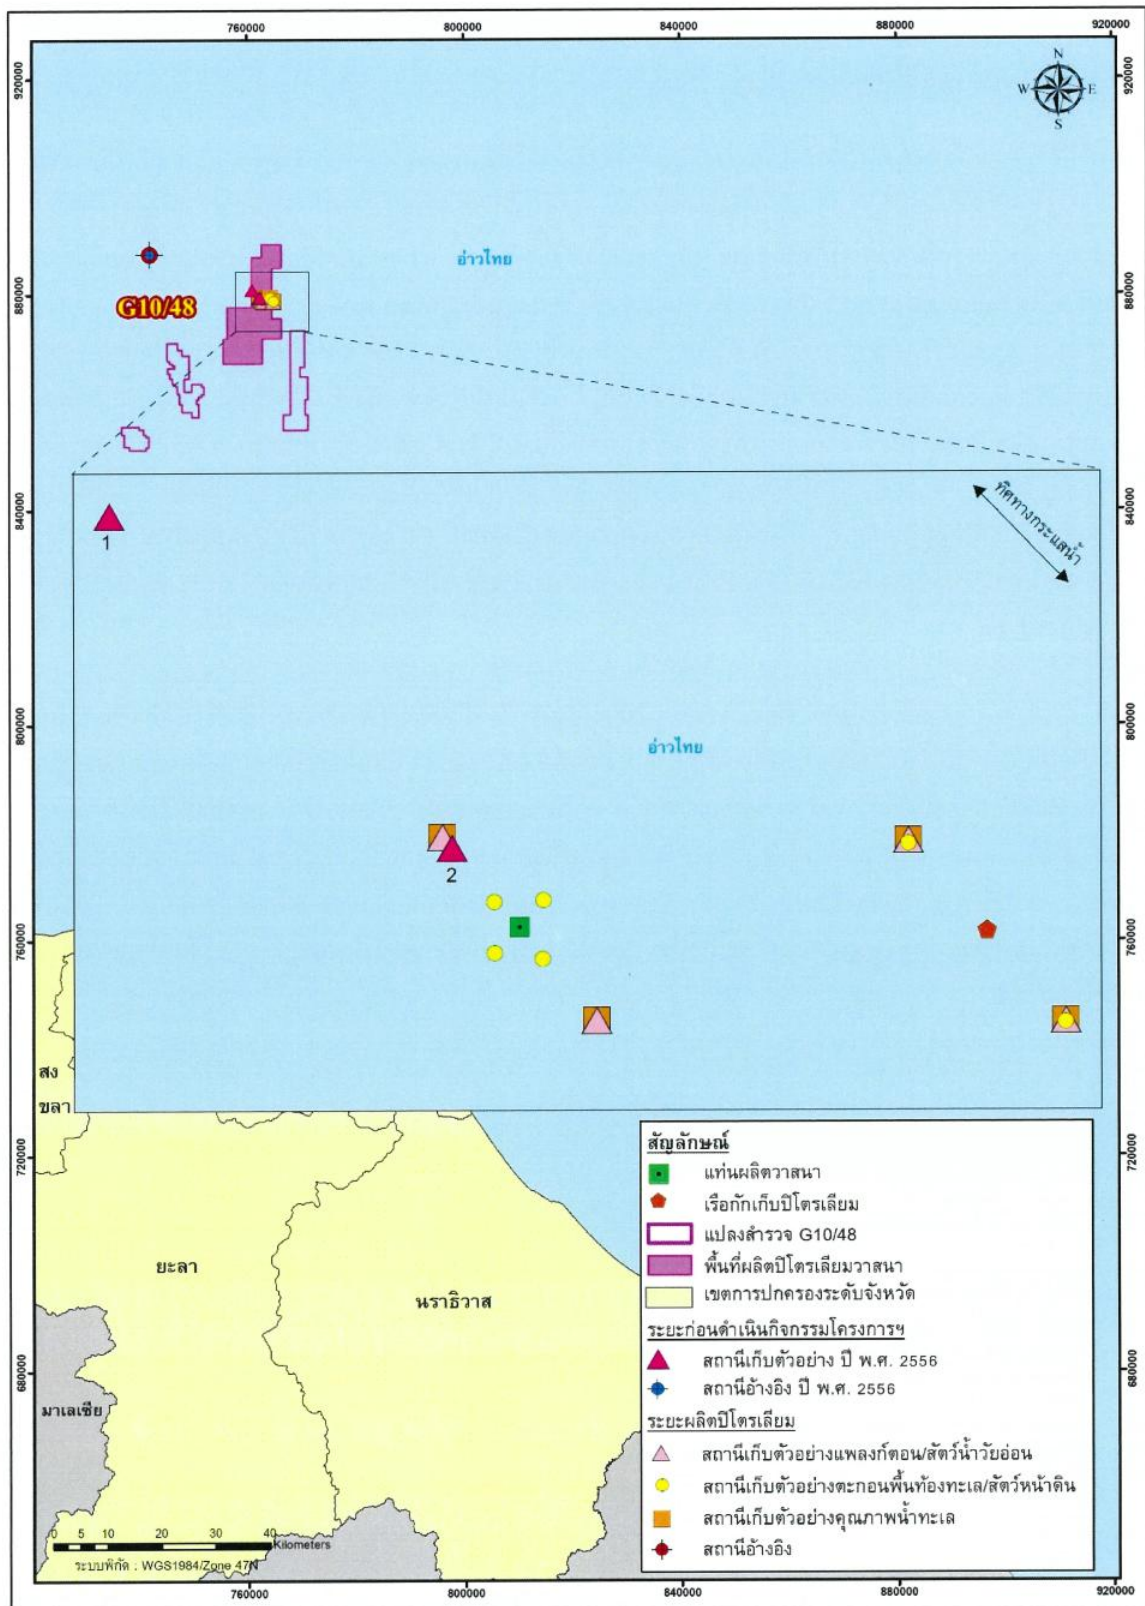 760000 800000 840000 880000 920000
920000 920000
N
W E
S
อ่าวไทย
880000 880000
G10/48
840000 840000
ทิศทางกระแสน้ำ
1
อ่าวไทย
800000 800000
2
760000 760000
สง
ขลา
720000 720000
ยะลา
นราธิวาส
มาเลเซีย
680000 680000
สัญลักษณ์
แท่นผลิตวาสนา
เรือกักเก็บปิโตรเลียม
แปลงสำรวจ G10/48
พื้นที่ผลิตปิโตรเลียมวาสนา
เขตการปกครองระดับจังหวัด
ระยะก่อนดำเนินกิจกรรมโครงการฯ
สถานีเก็บตัวอย่าง ปี พ.ศ. 2556
สถานีอ้างอิง ปี พ.ศ. 2556
ระยะผลิตปิโตรเลียม
สถานีเก็บตัวอย่างแพลงก์ตอน/สัตว์น้ำวัยอ่อน
สถานีเก็บตัวอย่างตะกอนพื้นท้องทะเล/สัตว์หน้าดิน
สถานีเก็บตัวอย่างคุณภาพน้ำทะเล
สถานีอ้างอิง
0 5 10 20 30 40
Kilometers
ระบบพิกัด : WGS1984/Zone 47N
760000 800000 840000 880000 920000